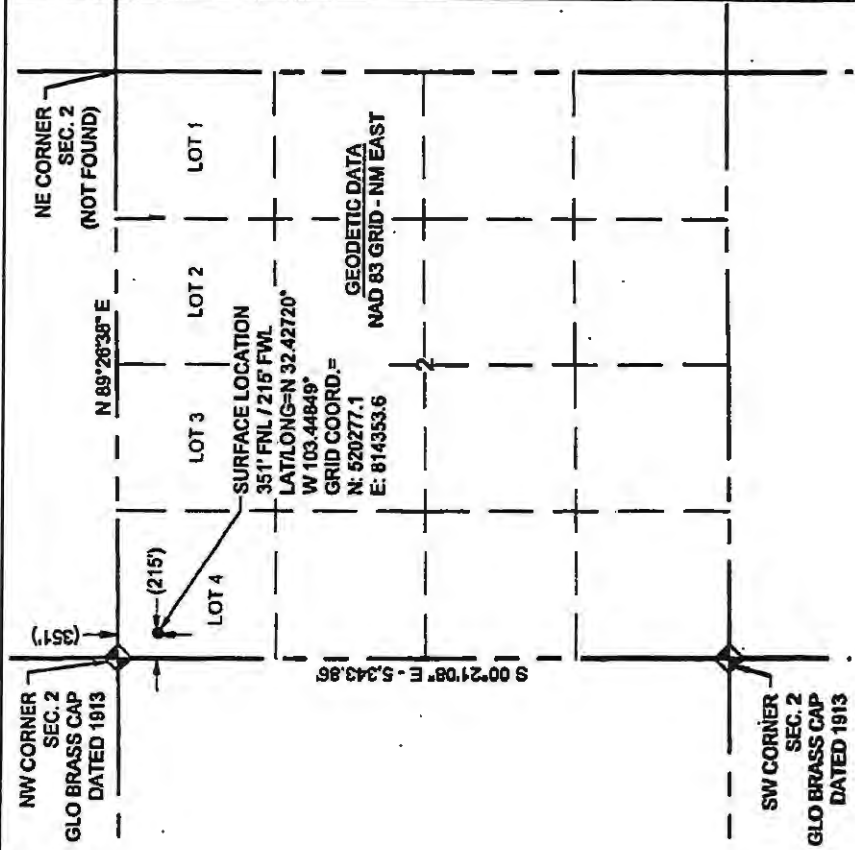 NW CORNER
SEC. 2
GLO BRASS CAP
DATED 1913
(351')
(215')
N 89°26'38" E
NE CORNER
SEC. 2
(NOT FOUND)
LOT 4
LOT 3
LOT 2
LOT 1
SURFACE LOCATION
351' FNL / 215' FWL
LAT/LONG=N 32.42720°
W 103.44849°
GRID COORD.=
N: 520277.1
E: 814353.6
GEODETIC DATA
NAD 83 GRID - NM EAST
2
S 00°21'08" E - 5,343.86'
SW CORNER
SEC. 2
GLO BRASS CAP
DATED 1913